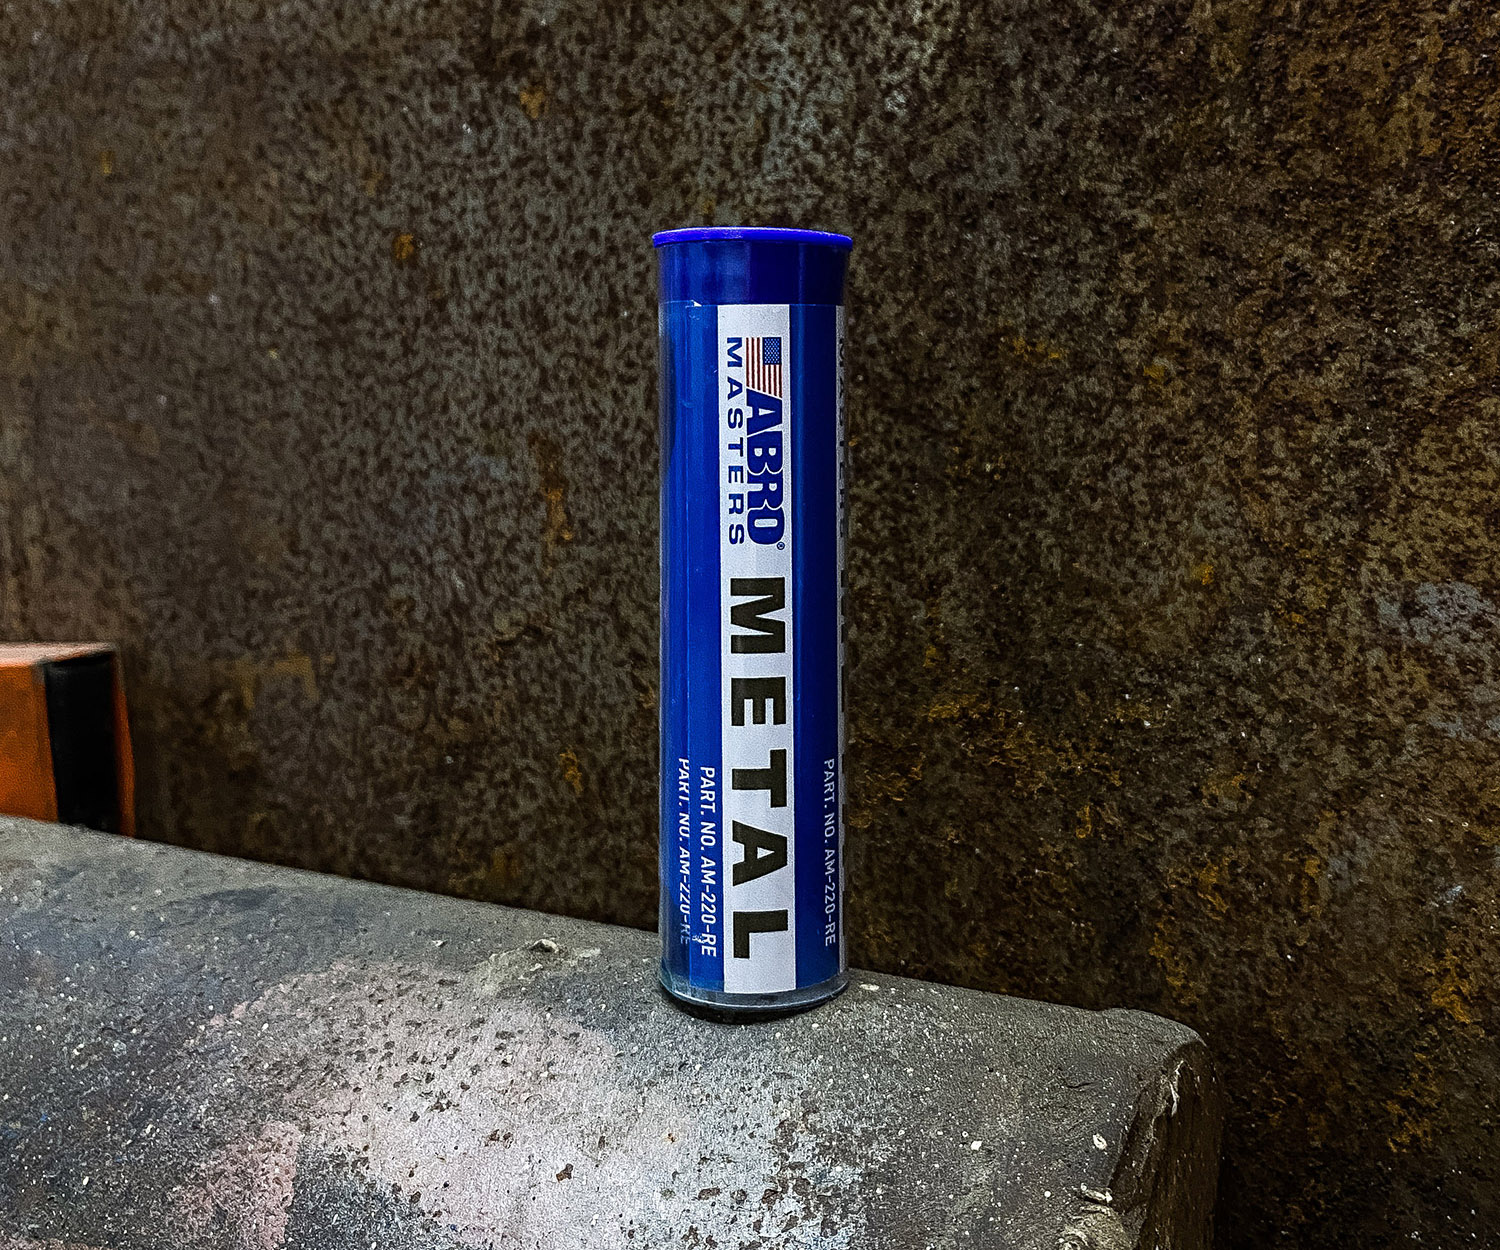 ABRO®
MASTERS
METAL
PART. NO. AM-220-RE
PART. NO. AM-220-RE
PART. NO. AM-220-RE